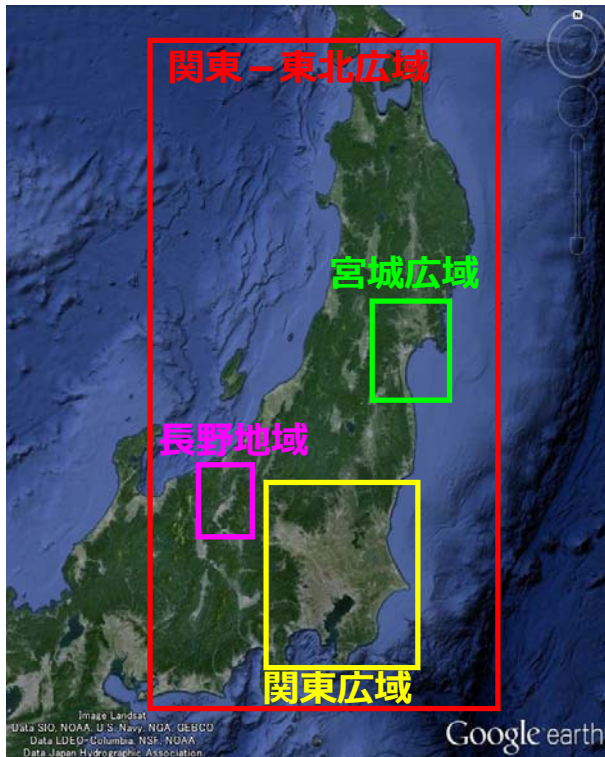 N
関東－東北広域
宮城広域
長野地域
関東広域
Image Landsat
Data SIO, NOAA, U.S. Navy, NGA, GEBCO
Data LDEO-Columbia, NSF, NOAA
Data Japan Hydrographic Association
Google earth